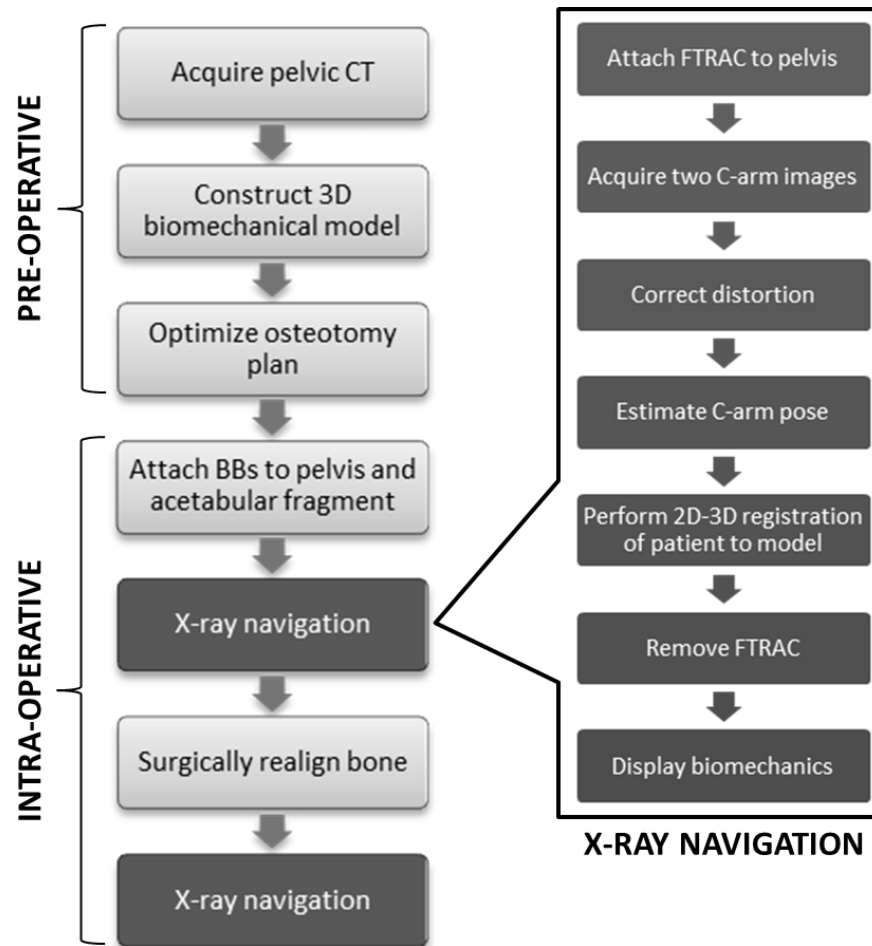 PRE-OPERATIVE
Acquire pelvic CT
Construct 3D
biomechanical model
Optimize osteotomy
plan
INTRA-OPERATIVE
Attach BBs to pelvis and
acetabular fragment
X-ray navigation
Surgically realign bone
X-ray navigation
Attach FTRAC to pelvis
Acquire two C-arm images
Correct distortion
Estimate C-arm pose
Perform 2D-3D registration
of patient to model
Remove FTRAC
Display biomechanics
X-RAY NAVIGATION